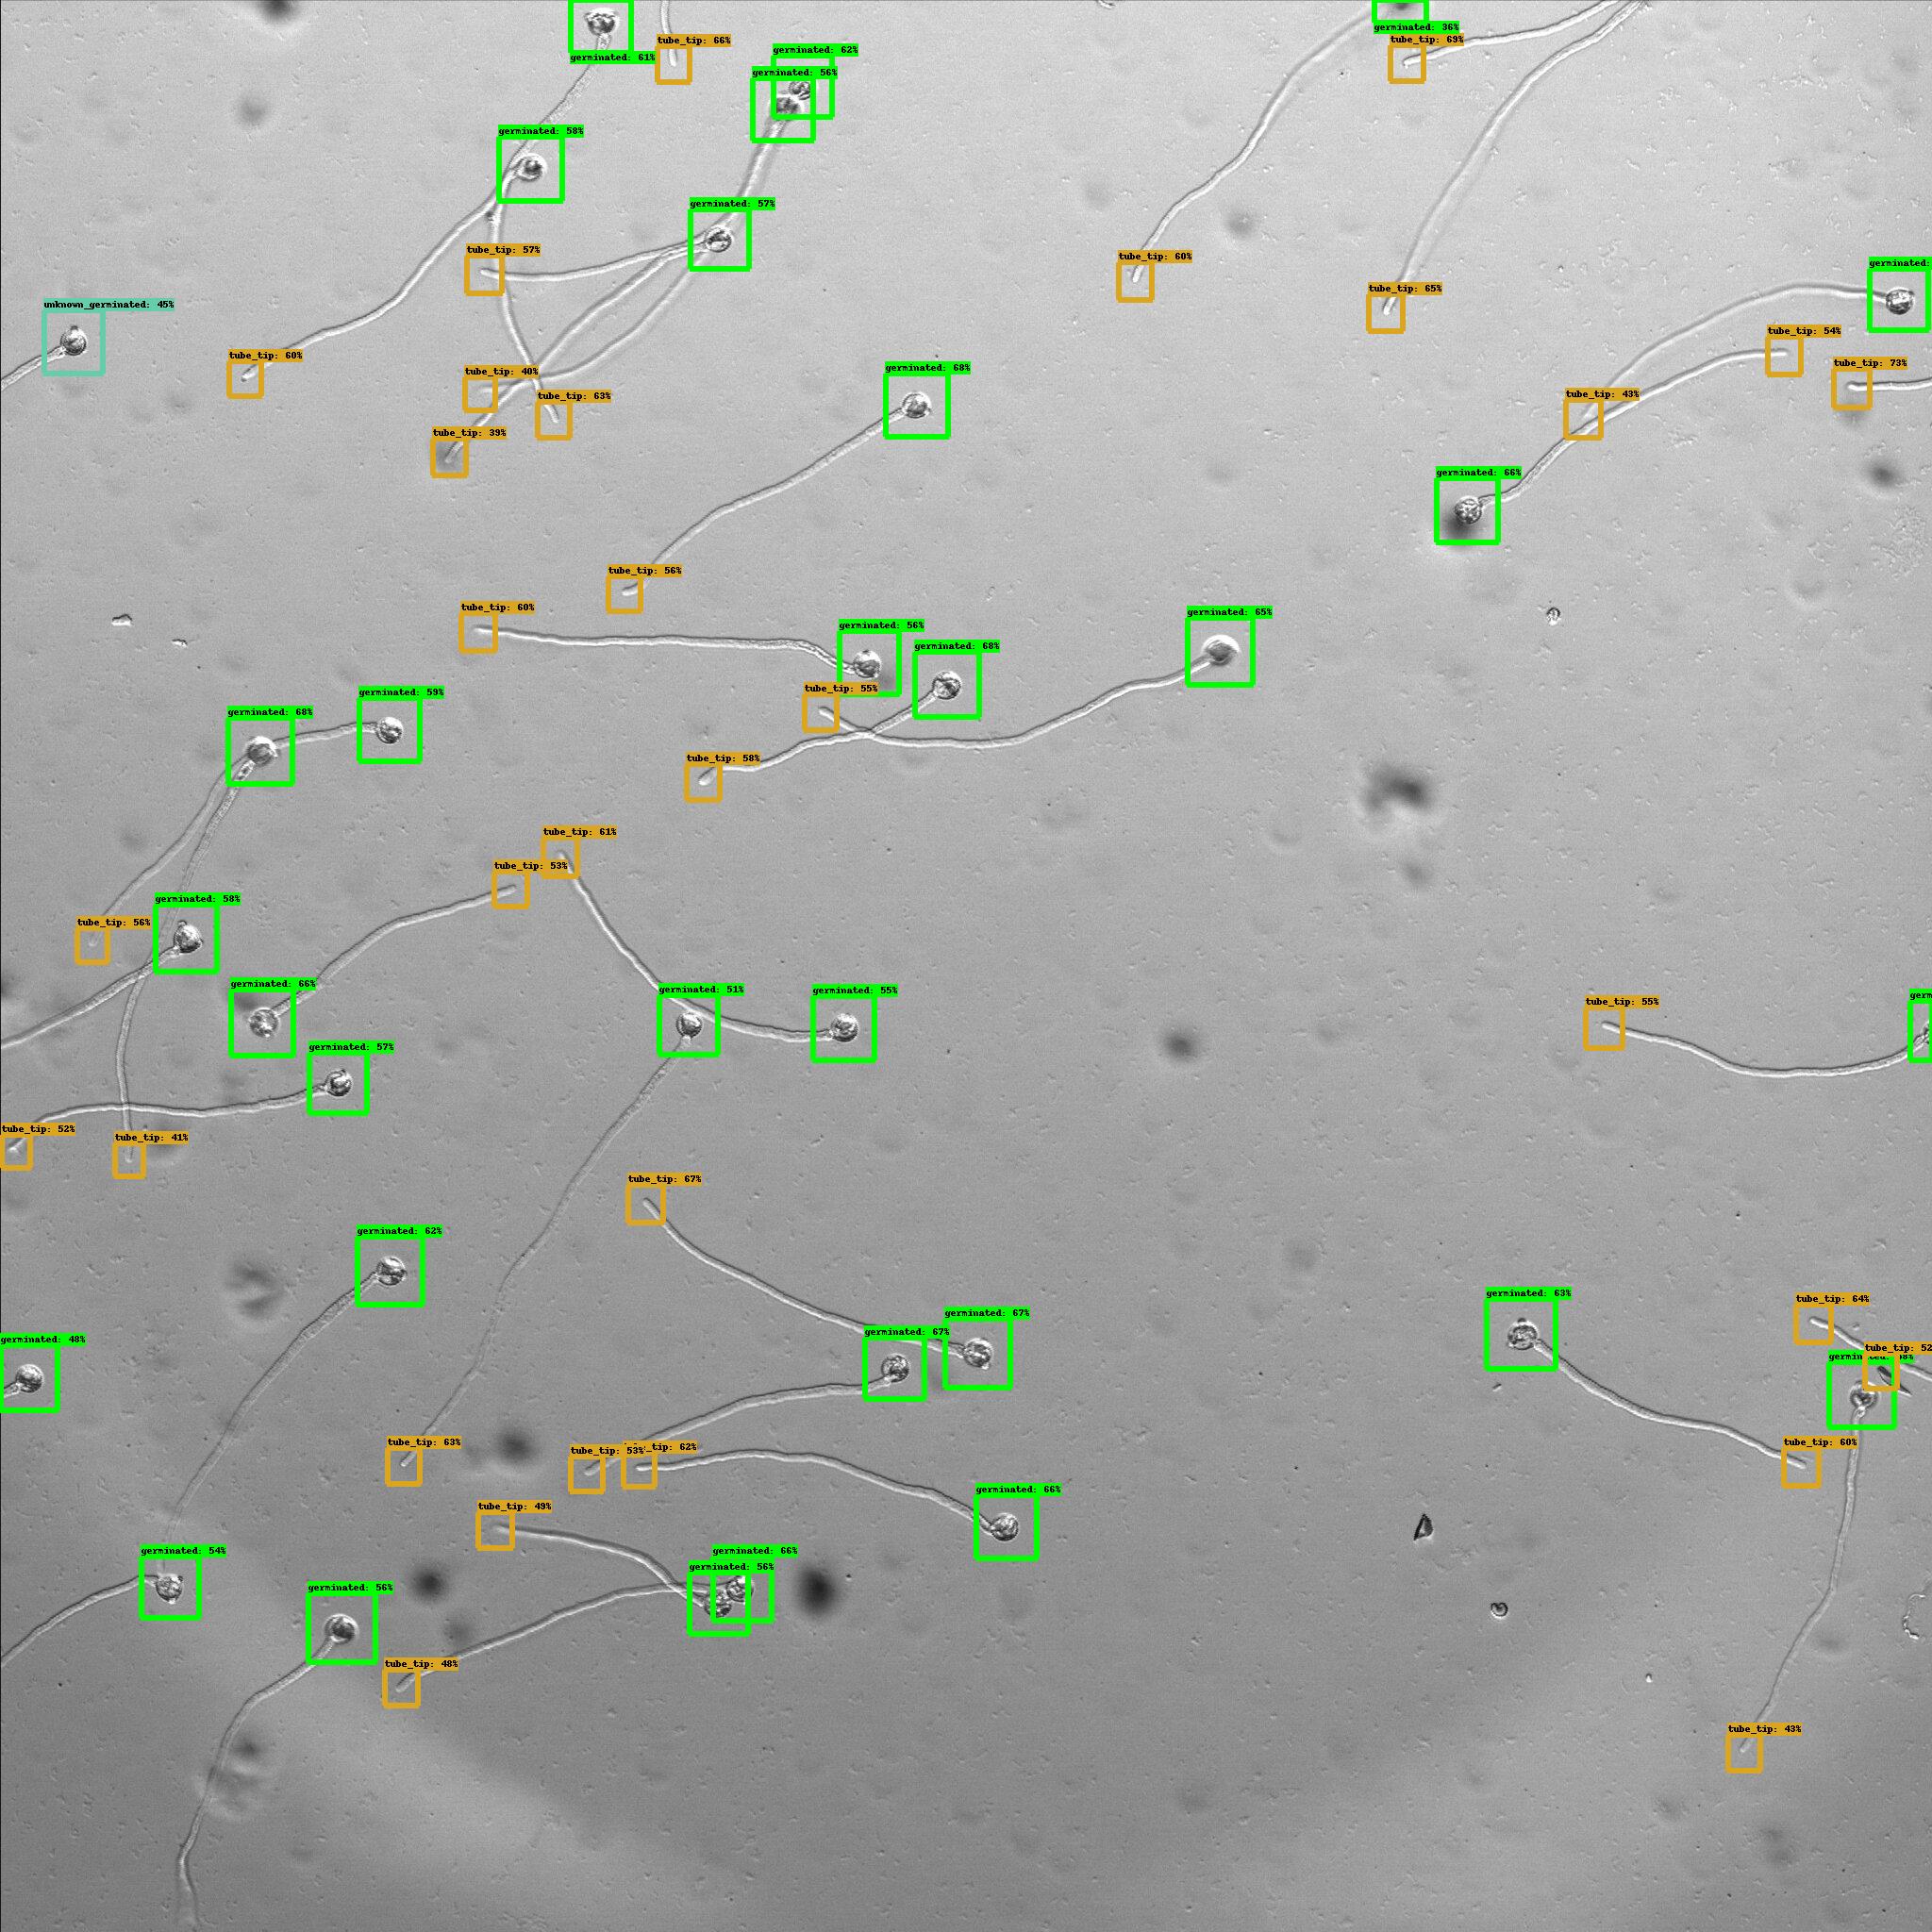 germinated: 36%
tube_tip: 66%
tube_tip: 69%
germinated: 62%
germinated: 61%
germinated: 56%
germinated: 58%
germinated: 57%
tube_tip: 57%
tube_tip: 60%
germinated:
tube_tip: 65%
unknown_germinated: 45%
tube_tip: 54%
tube_tip: 60%
tube_tip: 73%
germinated: 68%
tube_tip: 40%
tube_tip: 63%
tube_tip: 43%
tube_tip: 39%
germinated: 66%
tube_tip: 56%
tube_tip: 60%
germinated: 65%
germinated: 56%
germinated: 68%
tube_tip: 55%
germinated: 59%
germinated: 68%
tube_tip: 58%
tube_tip: 61%
tube_tip: 53%
germinated: 58%
tube_tip: 56%
germinated: 66%
germinated: 51%
germinated: 55%
germ
tube_tip: 55%
germinated: 57%
tube_tip: 52%
tube_tip: 41%
tube_tip: 67%
germinated: 62%
germinated: 63%
tube_tip: 64%
germinated: 67%
germinated: 67%
germinated: 48%
tube_tip: 52
tube_tip: 63%
tube_tip: 60%
tube_tip: 53%
_tip: 62%
germinated: 66%
tube_tip: 49%
germinated: 54%
germinated: 66%
germinated: 56%
germinated: 56%
tube_tip: 48%
tube_tip: 43%